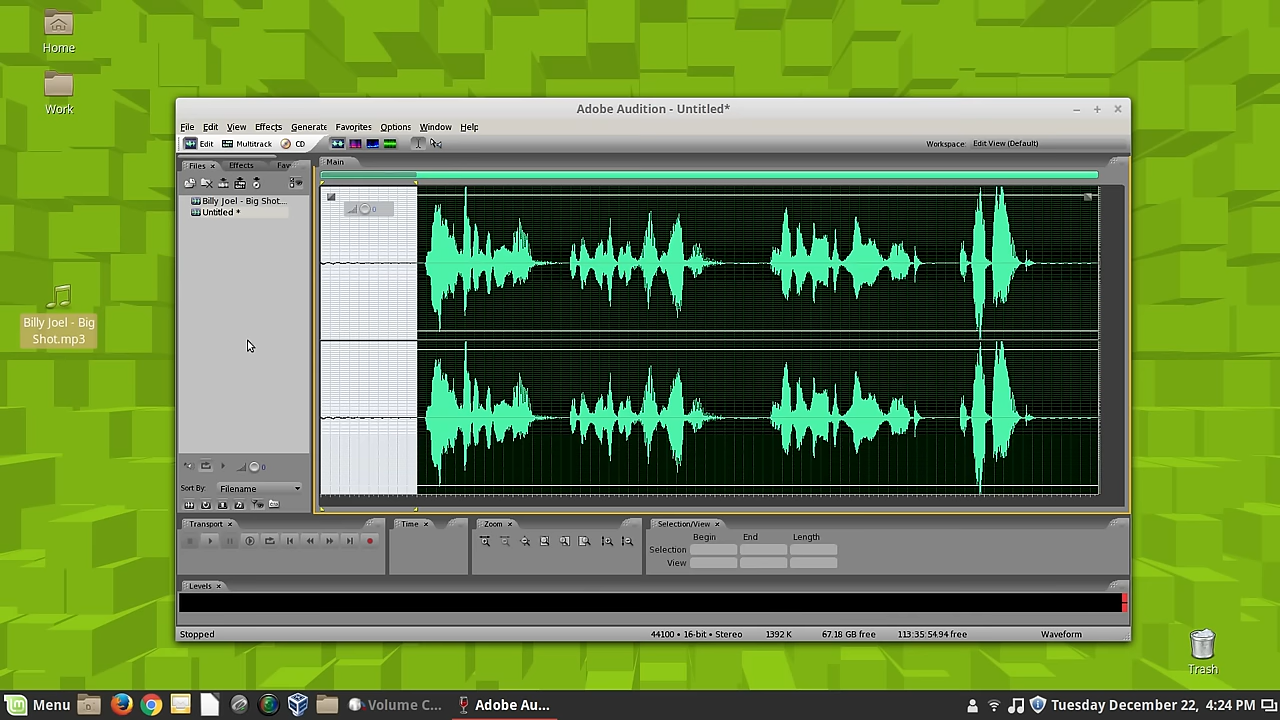 Home
Work
Billy Joel - Big
Shot.mp3
Adobe Audition - Untitled*
File Edit View Effects Generate Favorites Options Window Help
Edit Multitrack CD Workspace: Edit View (Default)
Files Effects Fav
Main
Billy Joel - Big Shot....
Untitled *
0
0
Sort By: Filename
Transport Time Zoom Selection/View
Begin End Length
Selection
View
Levels
Stopped 44100 • 16-bit • Stereo 1392 K 67.18 GB free 113:35:54.94 free Waveform
Trash
Menu Volume C... Adobe Au... Tuesday December 22, 4:24 PM